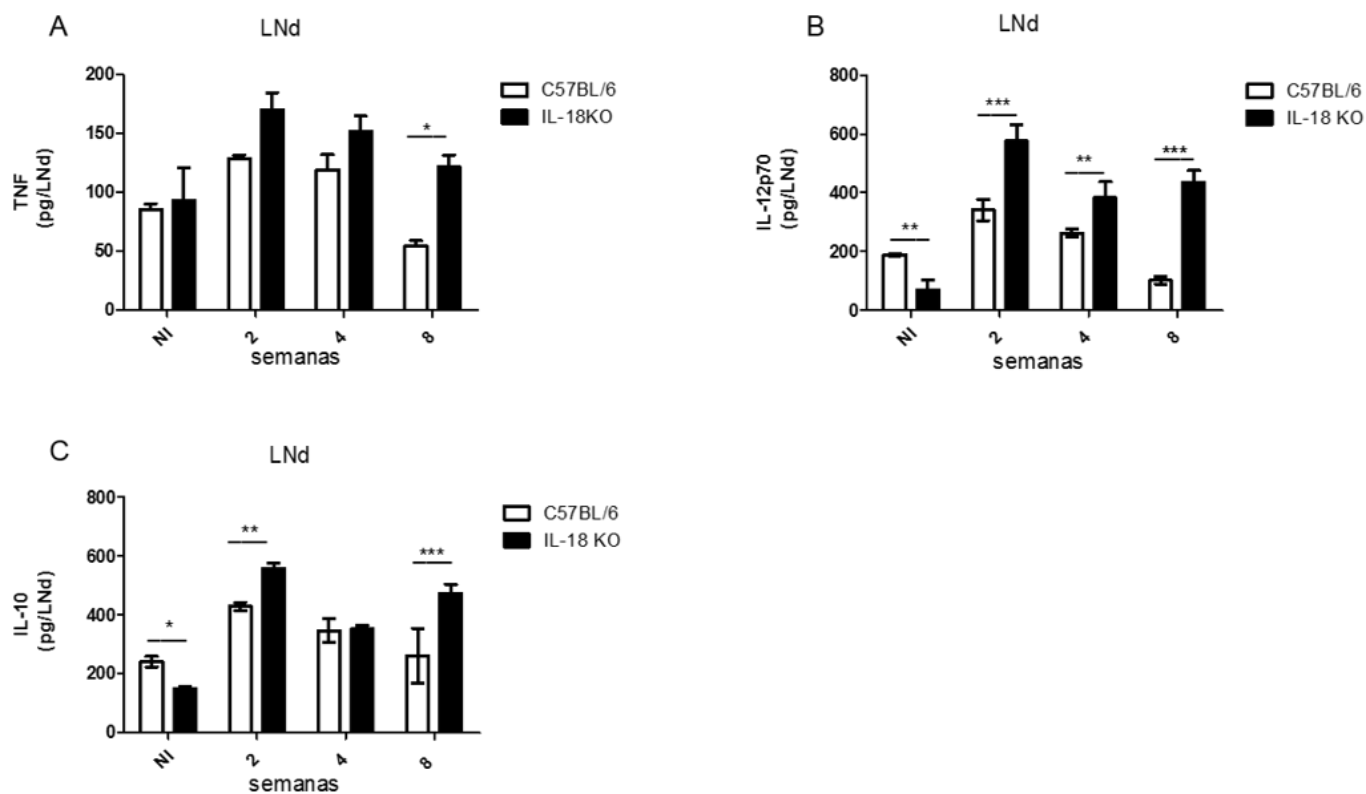 A
LNd
TNF
(pg/LNd)
200
150
100
50
0
*
NI
2
4
8
semanas
C57BL/6
IL-18KO
B
LNd
IL-12p70
(pg/LNd)
800
600
400
200
0
**
***
**
***
NI
2
4
8
semanas
C57BL/6
IL-18 KO
C
LNd
IL-10
(pg/LNd)
800
600
400
200
0
*
**
***
NI
2
4
8
semanas
C57BL/6
IL-18 KO